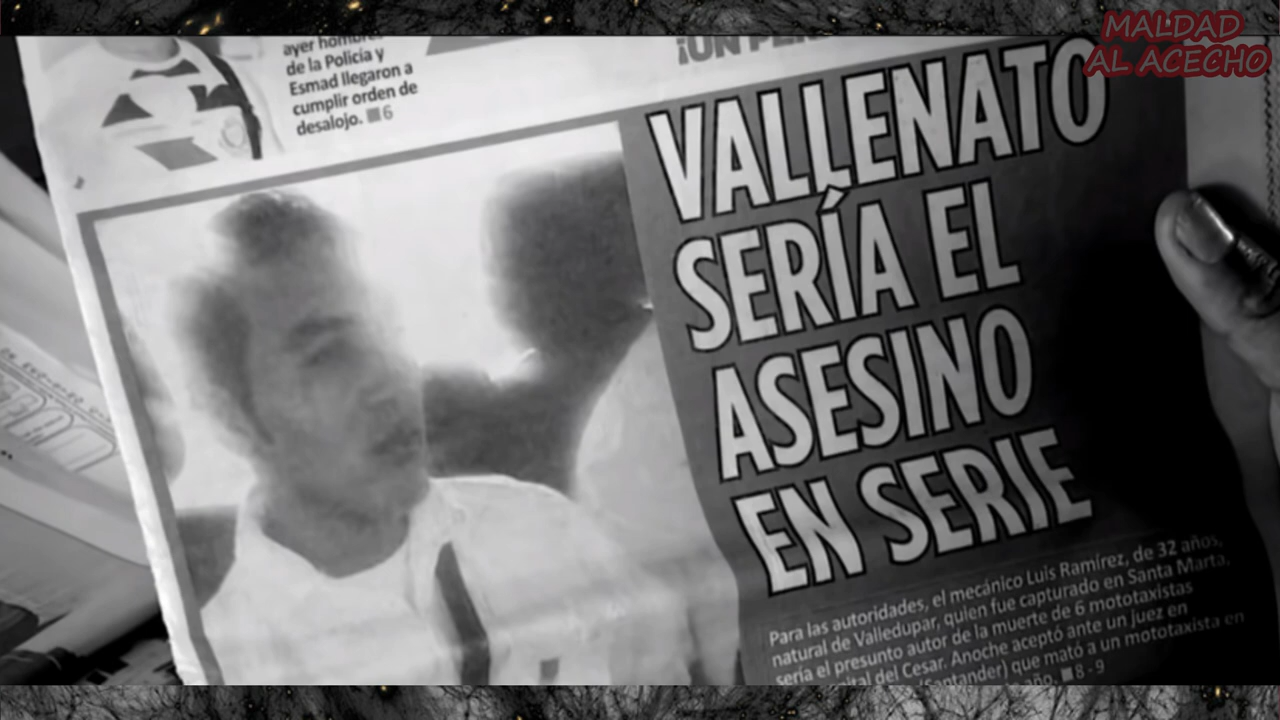 MALDAD
AL ACECHO
ayer hombres
de la Policía y
Esmad llegaron a
cumplir orden de
desalojo. 6
¡UN
VALLENATO
SERÍA EL
ASESINO
EN SERIE
Para las autoridades, el mecánico Luis Ramírez, de 32 años,
natural de Valledupar, quien fue capturado en Santa Marta,
sería el presunto autor de la muerte de 6 mototaxistas
del Cesar. Anoche aceptó ante un juez en
(Santander) que mató a un mototaxista en
año. 8 - 9